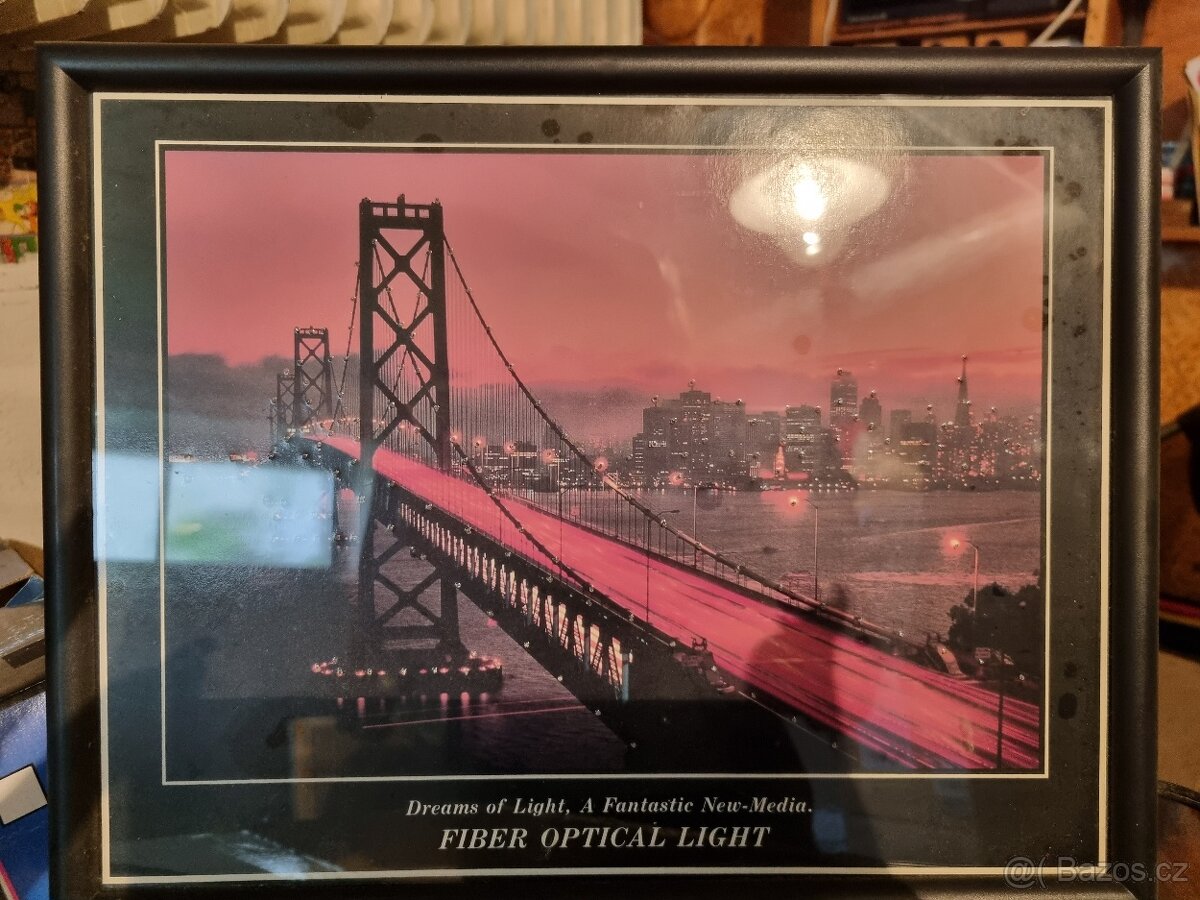 Dreams of Light, A Fantastic New-Media.
FIBER OPTICAL LIGHT
@( Bazos.cz